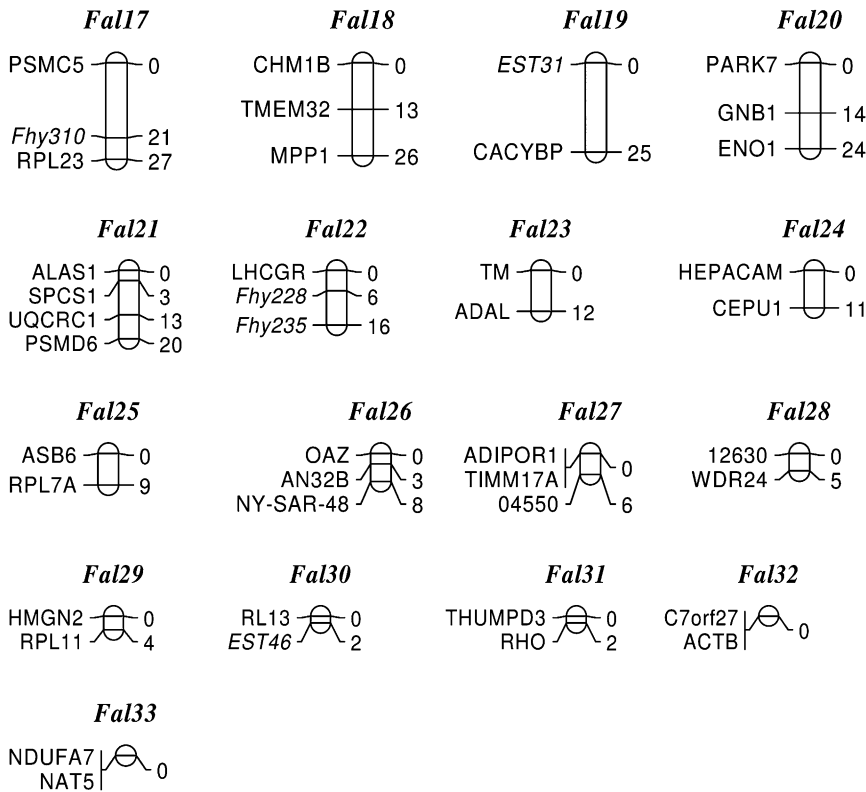 Fal17
PSMC5 0
Fhy310 21
RPL23 27
Fal18
CHM1B 0
TMEM32 13
MPP1 26
Fal19
EST31 0
CACYBP 25
Fal20
PARK7 0
GNB1 14
ENO1 24
Fal21
ALAS1 0
SPCS1 3
UQCRC1 13
PSMD6 20
Fal22
LHCGR 0
Fhy228 6
Fhy235 16
Fal23
TM 0
ADAL 12
Fal24
HEPACAM 0
CEPU1 11
Fal25
ASB6 0
RPL7A 9
Fal26
OAZ 0
AN32B 3
NY-SAR-48 8
Fal27
ADIPOR1
TIMM17A 0
04550 6
Fal28
12630 0
WDR24 5
Fal29
HMGN2 0
RPL11 4
Fal30
RL13 0
EST46 2
Fal31
THUMPD3 0
RHO 2
Fal32
C7orf27
ACTB 0
Fal33
NDUFA7
NAT5 0